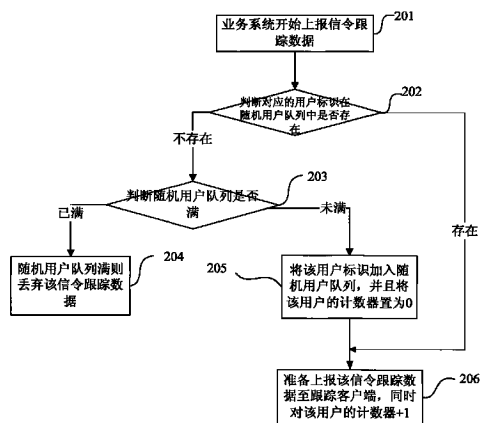 业务系统开始上报信令跟
踪数据
201
判断对应的用户标识在
随机用户队列中是否存
在
202
不存在
判断随机用户队列是否
满
203
已满
未满
存在
随机用户队列满则
丢弃该信令跟踪数
据
204
205
将该用户标识加入随
机用户队列，并且将
该用户的计数器置为0
准备上报该信令跟踪数
据至跟踪客户端，同时
对该用户的计数器+1
206